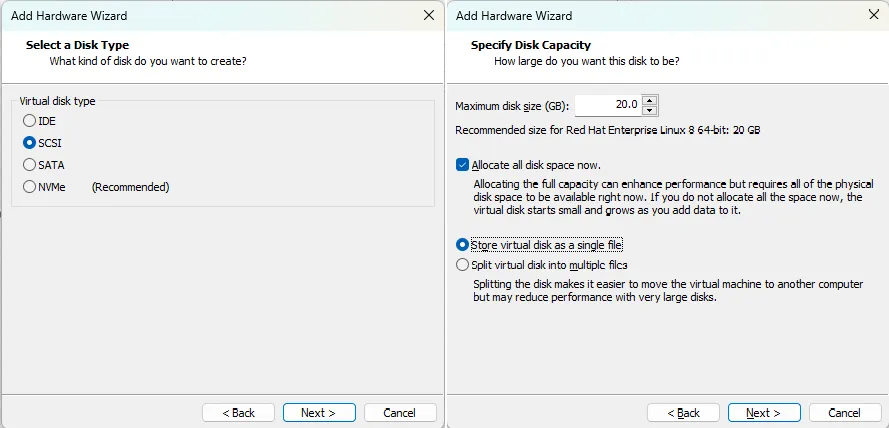 Add Hardware Wizard
Select a Disk Type
What kind of disk do you want to create?
Virtual disk type
IDE
SCSI
SATA
NVMe (Recommended)
< Back
Next >
Cancel
Add Hardware Wizard
Specify Disk Capacity
How large do you want this disk to be?
Maximum disk size (GB): 20.0
Recommended size for Red Hat Enterprise Linux 8 64-bit: 20 GB
Allocate all disk space now.
Allocating the full capacity can enhance performance but requires all of the physical
disk space to be available right now. If you do not allocate all the space now, the
virtual disk starts small and grows as you add data to it.
Store virtual disk as a single file
Split virtual disk into multiple files
Splitting the disk makes it easier to move the virtual machine to another computer
but may reduce performance with very large disks.
< Back
Next >
Cancel